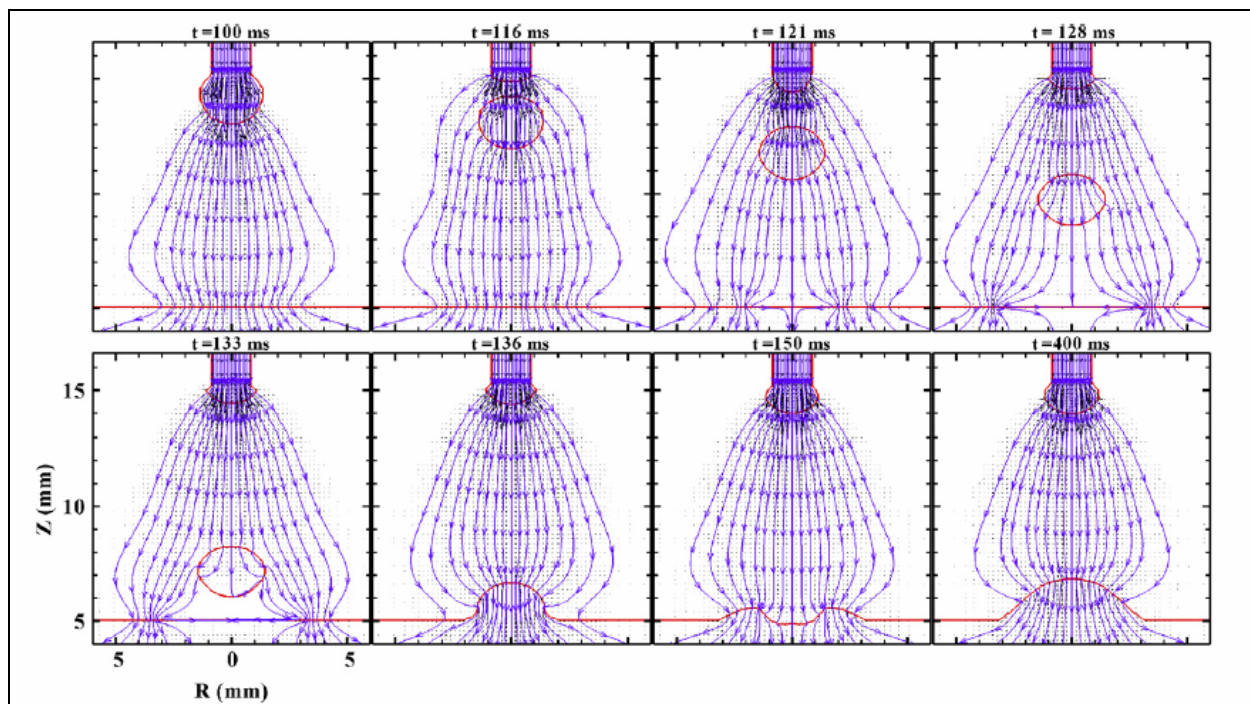 t =100 ms t =116 ms t = 121 ms t = 128 ms
t =133 ms t =136 ms t =150 ms t =400 ms
15
10
5
Z (mm)
5 0 5
R (mm)